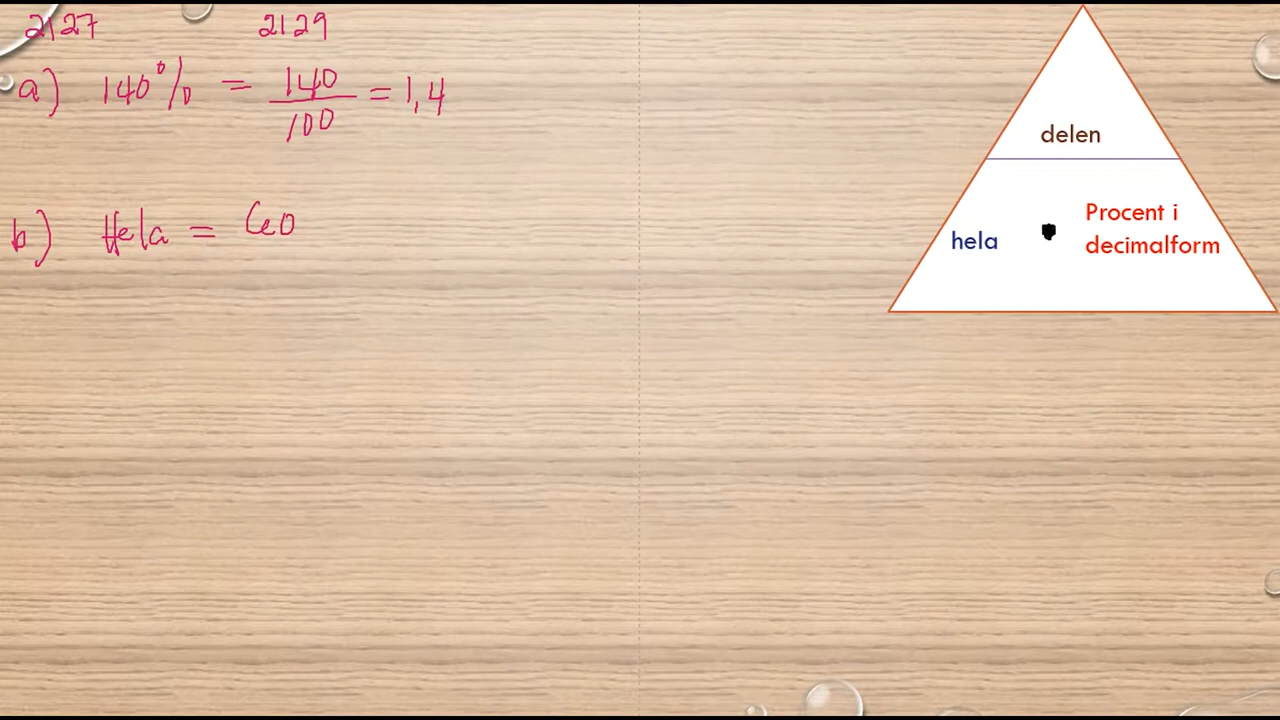 2127 2129
a) 140% = 140/100 = 1,4
b) Hela = 60
delen
hela
Procent i
decimalform